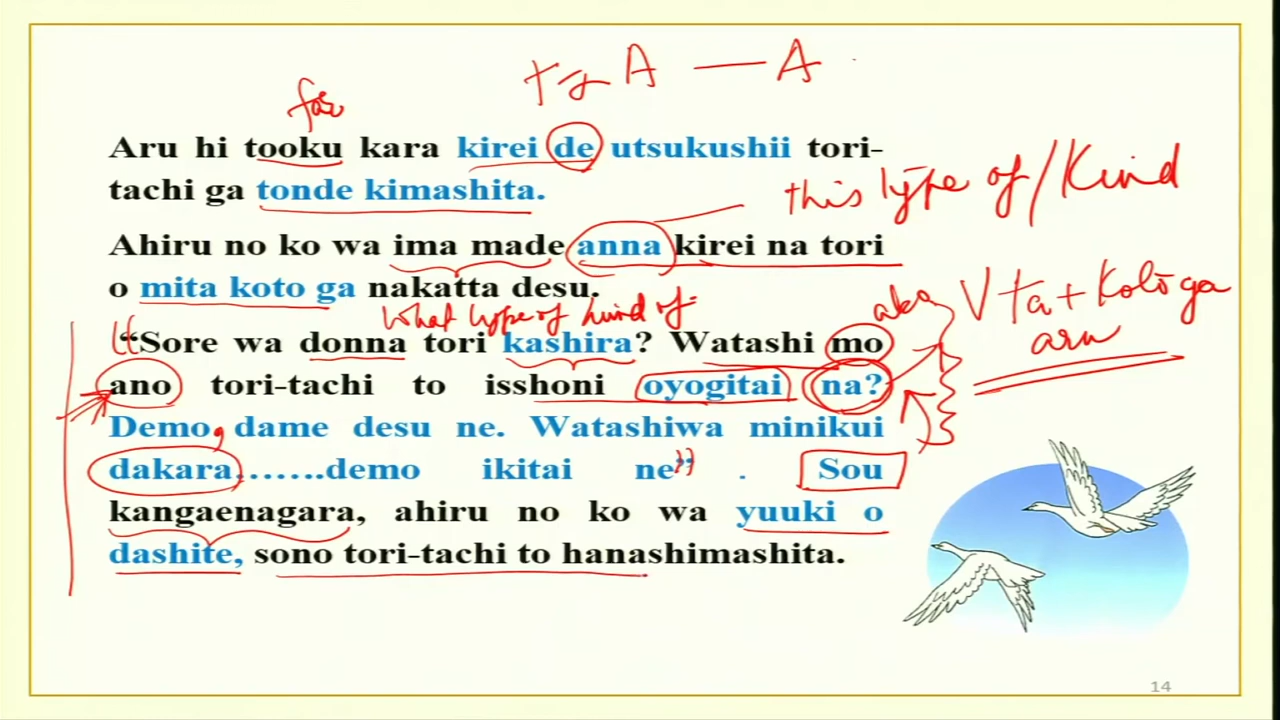 A — A
far
Aru hi tooku kara kirei de utsukushii tori-
tachi ga tonde kimashita.
this type of/Kind
Ahiru no ko wa ima made anna kirei na tori
o mita koto ga nakatta desu.
V ta + Koto ga
aru
What type of kind of
“Sore wa donna tori kashira? Watashi mo
ano tori-tachi to isshoni oyogitai na?
Demo, dame desu ne. Watashiwa minikui
dakara…….demo ikitai ne” . Sou
kangaenagara, ahiru no ko wa yuuki o
dashite, sono tori-tachi to hanashimashita.
14